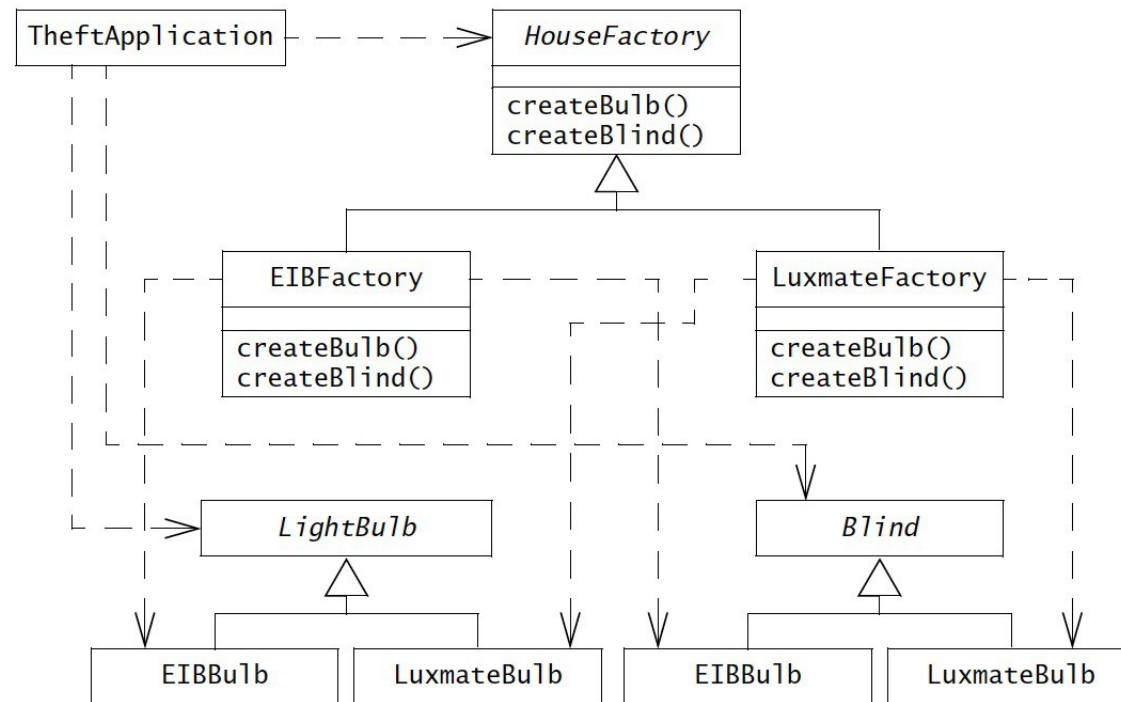 TheftApplication
HouseFactory
createBulb()
createBlind()
EIBFactory
createBulb()
createBlind()
LuxmateFactory
createBulb()
createBlind()
LightBulb
Blind
EIBBulb
LuxmateBulb
EIBBulb
LuxmateBulb